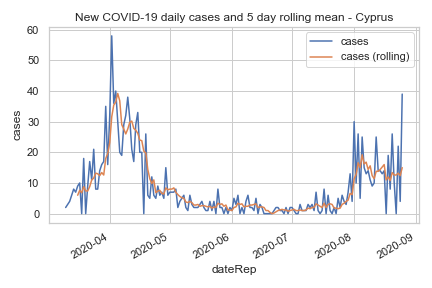 New COVID-19 daily cases and 5 day rolling mean - Cyprus
cases
cases (rolling)
cases
60
50
40
30
20
10
0
2020-04
2020-05
2020-06
2020-07
2020-08
2020-09
dateRep